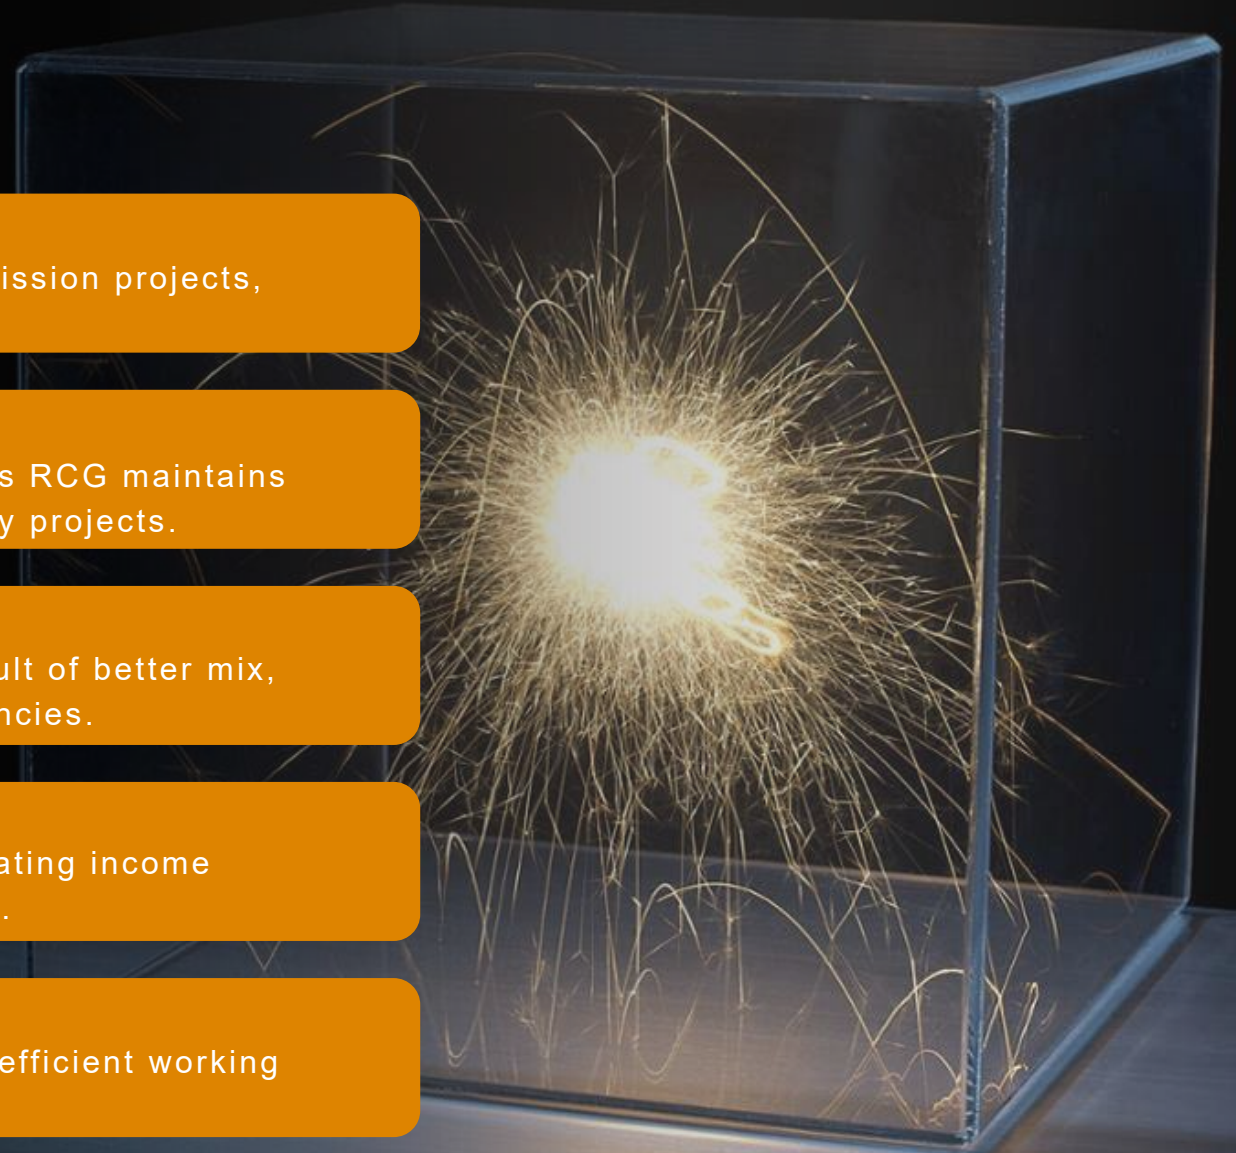 ission projects,
s RCG maintains
y projects.
ult of better mix,
ncies.
ating income
.
efficient working